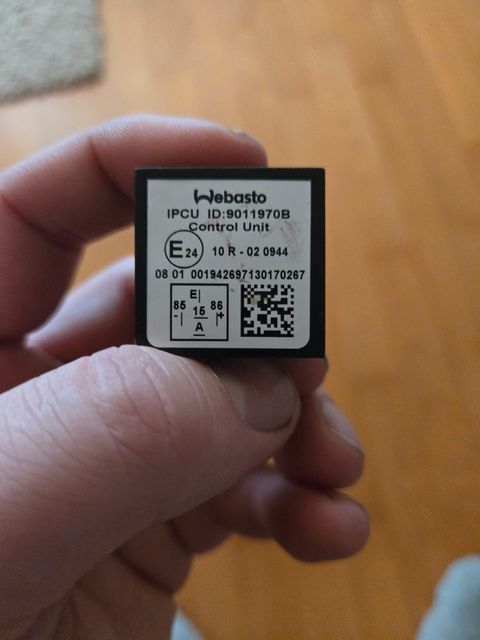 Webasto
IPCU ID:9011970B
Control Unit
E24 10 R - 02 0944
08 01 001942697130170267
E
85 15 86
- A +